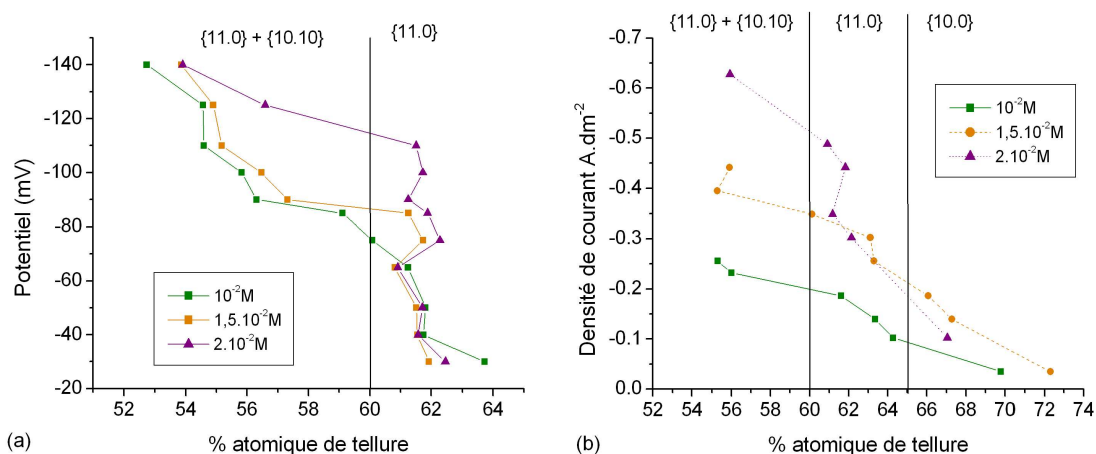 {11.0} + {10.10}
{11.0}
Potentiel (mV)
-140
-120
-100
-80
-60
-40
-20
10⁻²M
1,5.10⁻²M
2.10⁻²M
52 54 56 58 60 62 64
% atomique de tellure
(a)
{11.0} + {10.10}
{11.0}
{10.0}
Densité de courant A.dm⁻²
-0.7
-0.6
-0.5
-0.4
-0.3
-0.2
-0.1
0.0
10⁻²M
1,5.10⁻²M
2.10⁻²M
52 54 56 58 60 62 64 66 68 70 72 74
% atomique de tellure
(b)